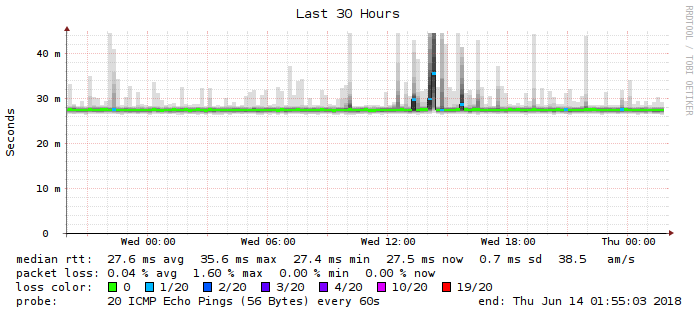 Last 30 Hours
RRDTOOL / TOBI OETIKER
Seconds
40 m
30 m
20 m
10 m
0
Wed 00:00 Wed 06:00 Wed 12:00 Wed 18:00 Thu 00:00
median rtt: 27.6 ms avg 35.6 ms max 27.4 ms min 27.5 ms now 0.7 ms sd 38.5 am/s
packet loss: 0.04 % avg 1.60 % max 0.00 % min 0.00 % now
loss color: 0 1/20 2/20 3/20 4/20 10/20 19/20
probe: 20 ICMP Echo Pings (56 Bytes) every 60s end: Thu Jun 14 01:55:03 2018